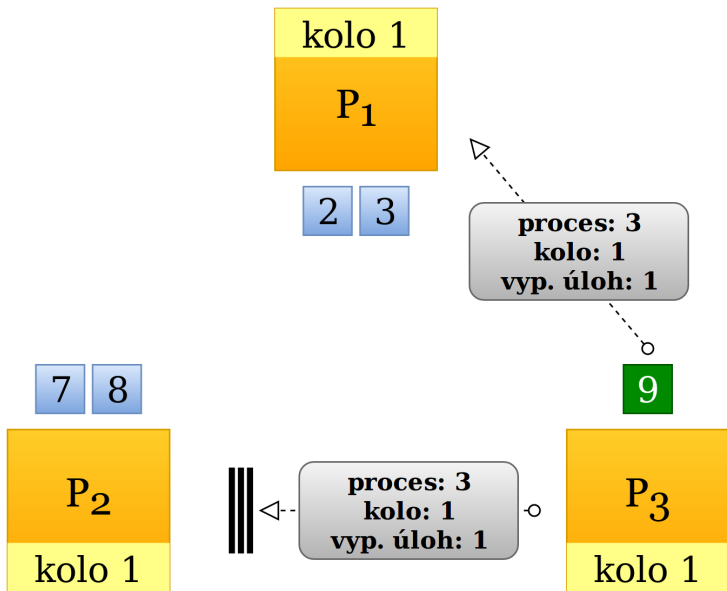 kolo 1
P1
2 3
proces: 3
kolo: 1
vyp. úloh: 1
7 8
9
P2
proces: 3
kolo: 1
vyp. úloh: 1
P3
kolo 1
kolo 1